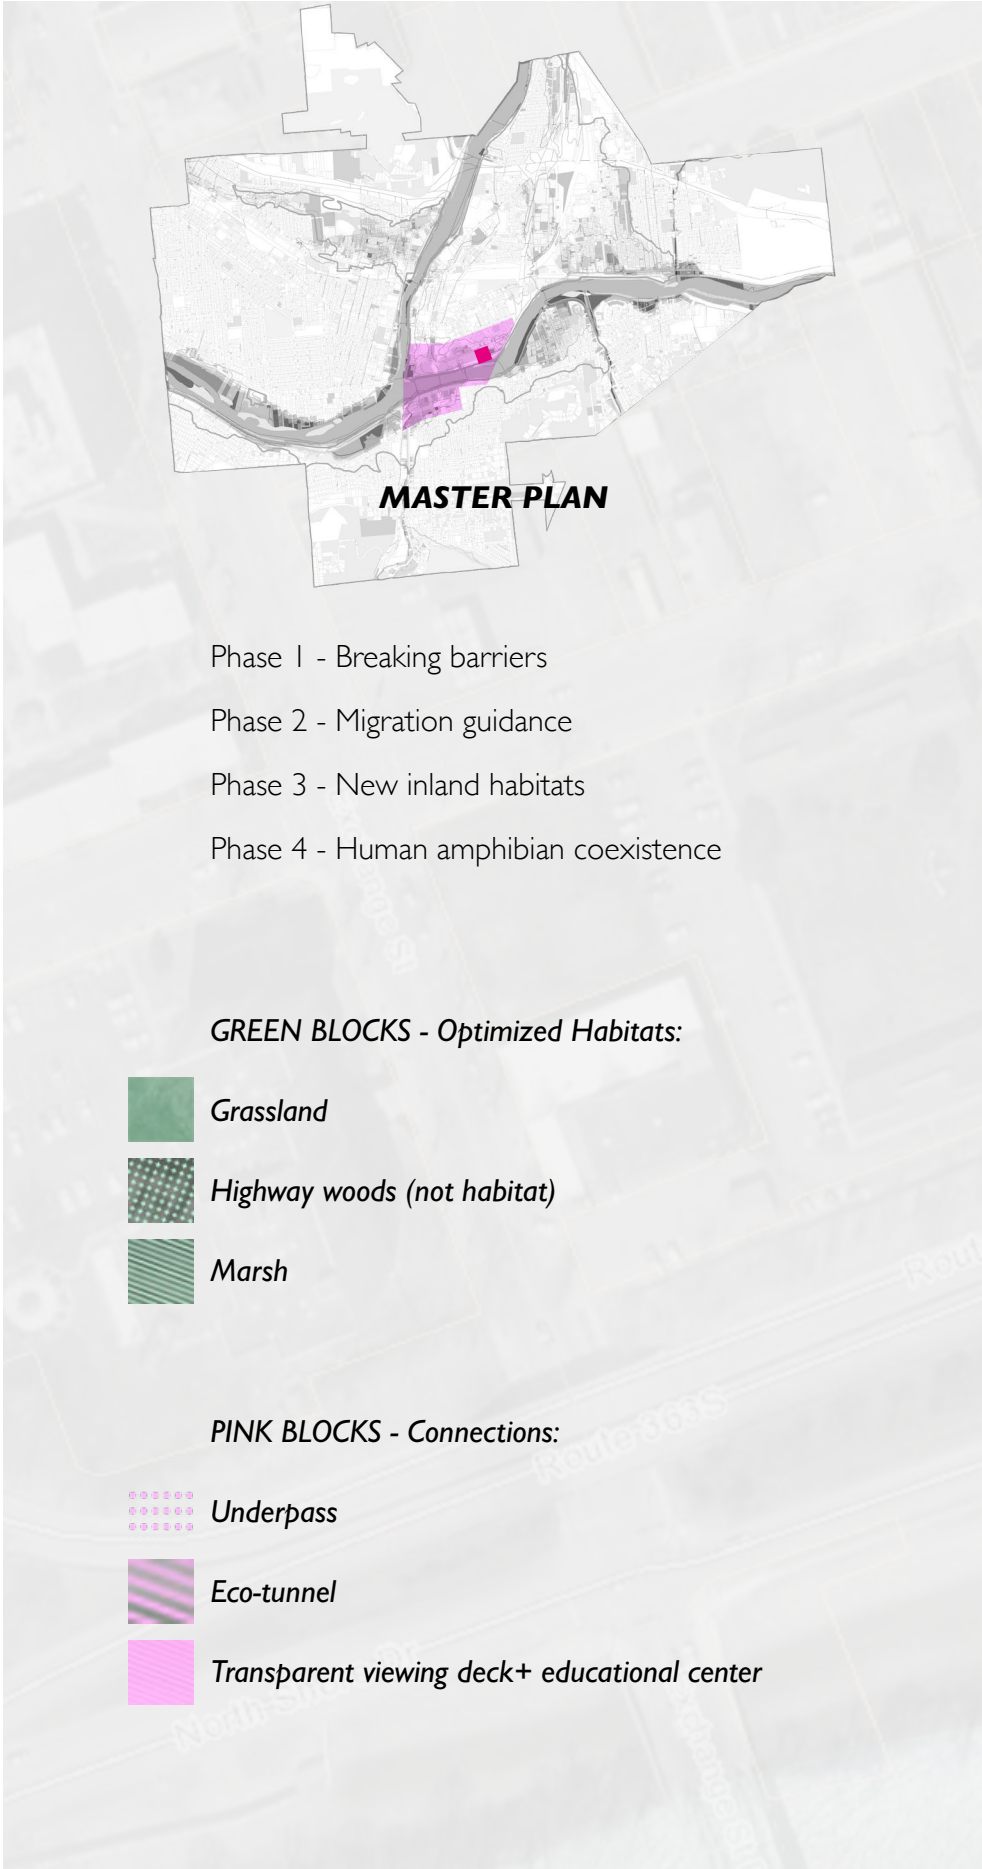 MASTER PLAN
Phase 1 - Breaking barriers
Phase 2 - Migration guidance
Phase 3 - New inland habitats
Phase 4 - Human amphibian coexistence
GREEN BLOCKS - Optimized Habitats:
Grassland
Highway woods (not habitat)
Marsh
PINK BLOCKS - Connections:
Route 363S
Underpass
Eco-tunnel
Transparent viewing deck+ educational center